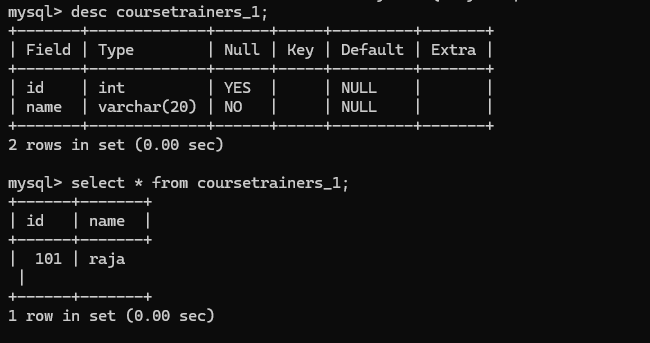 mysql> desc coursetrainers_1;
+-------+-------------+------+-----+---------+-------+
| Field | Type        | Null | Key | Default | Extra |
+-------+-------------+------+-----+---------+-------+
| id    | int         | YES  |     | NULL    |       |
| name  | varchar(20) | NO   |     | NULL    |       |
+-------+-------------+------+-----+---------+-------+
2 rows in set (0.00 sec)

mysql> select * from coursetrainers_1;
+------+-------+
| id   | name  |
+------+-------+
|  101 | raja
 |
+------+-------+
1 row in set (0.00 sec)